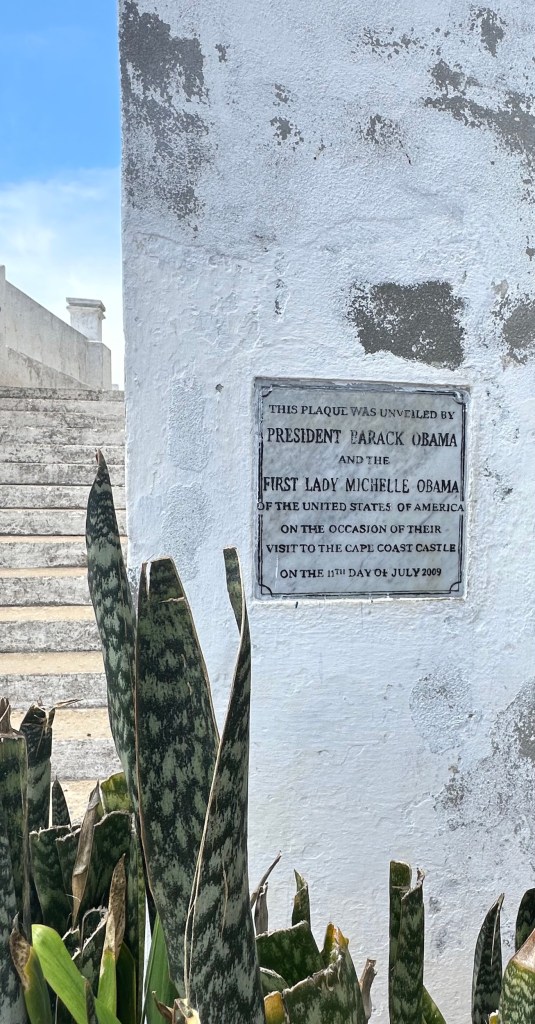 THIS PLAQUE WAS UNVEILED BY
PRESIDENT BARACK OBAMA
AND THE
FIRST LADY MICHELLE OBAMA
OF THE UNITED STATES OF AMERICA
ON THE OCCASION OF THEIR
VISIT TO THE CAPE COAST CASTLE
ON THE 11TH DAY OF JULY 2009